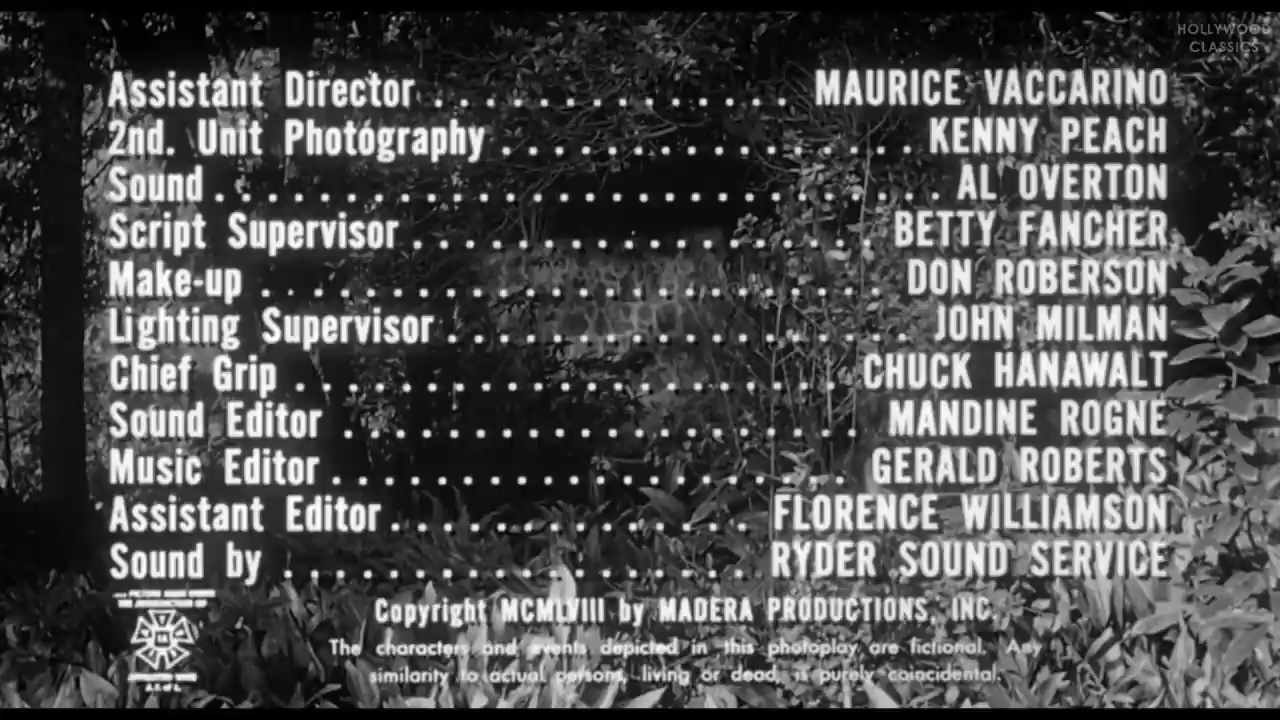 HOLLYWOOD
CLASSICS
Assistant Director . . . . . . . . . . . . . . MAURICE VACCARINO
2nd. Unit Photography . . . . . . . . . . . . . . . . KENNY PEACH
Sound . . . . . . . . . . . . . . . . . . . . . . . . . . . . AL OVERTON
Script Supervisor . . . . . . . . . . . . . . . . . . BETTY FANCHER
Make-up . . . . . . . . . . . . . . . . . . . . . . . . DON ROBERSON
Lighting Supervisor . . . . . . . . . . . . . . . . . . JOHN MILMAN
Chief Grip . . . . . . . . . . . . . . . . . . . . . CHUCK HANAWALT
Sound Editor . . . . . . . . . . . . . . . . . . . . MANDINE ROGNE
Music Editor . . . . . . . . . . . . . . . . . . . . GERALD ROBERTS
Assistant Editor . . . . . . . . . . . . . . FLORENCE WILLIAMSON
Sound by . . . . . . . . . . . . . . . . . . RYDER SOUND SERVICE
Copyright MCMLVIII by MADERA PRODUCTIONS, INC.
The characters and events depicted in this photoplay are fictional. Any
similarity to actual persons, living or dead, is purely coincidental.